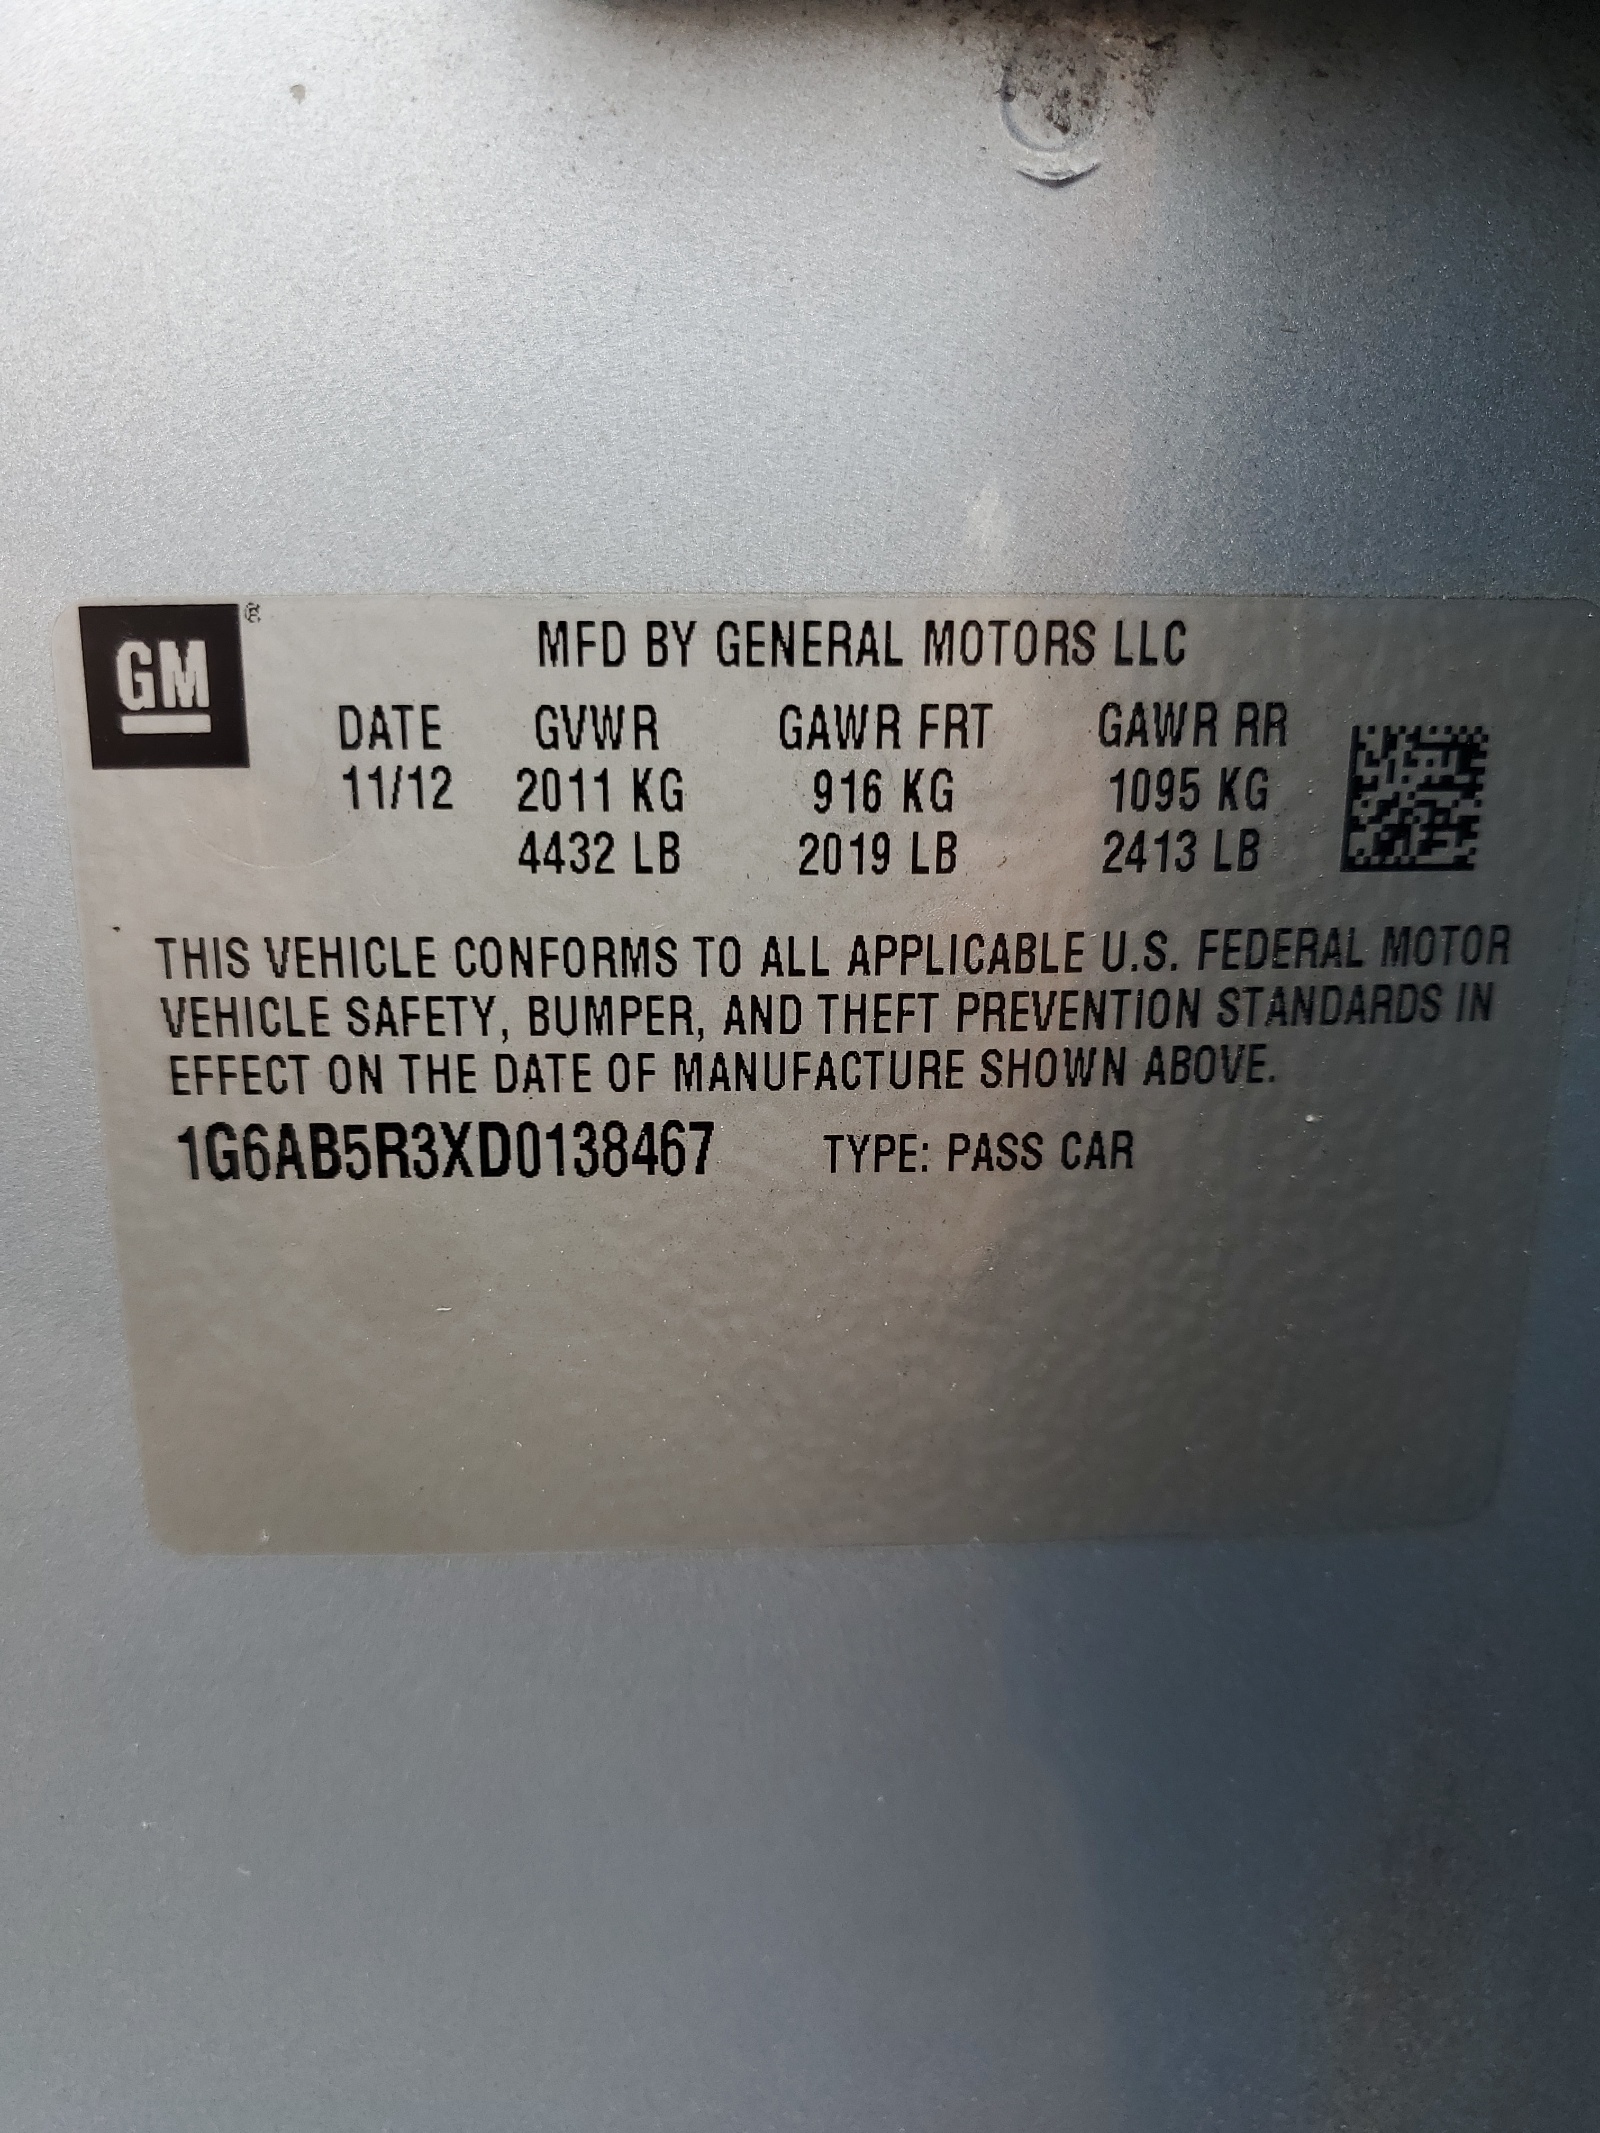 GM ®
MFD BY GENERAL MOTORS LLC
DATE GVWR GAWR FRT GAWR RR
11/12 2011 KG 916 KG 1095 KG
4432 LB 2019 LB 2413 LB
THIS VEHICLE CONFORMS TO ALL APPLICABLE U.S. FEDERAL MOTOR
VEHICLE SAFETY, BUMPER, AND THEFT PREVENTION STANDARDS IN
EFFECT ON THE DATE OF MANUFACTURE SHOWN ABOVE.
1G6AB5R3XD0138467 TYPE: PASS CAR